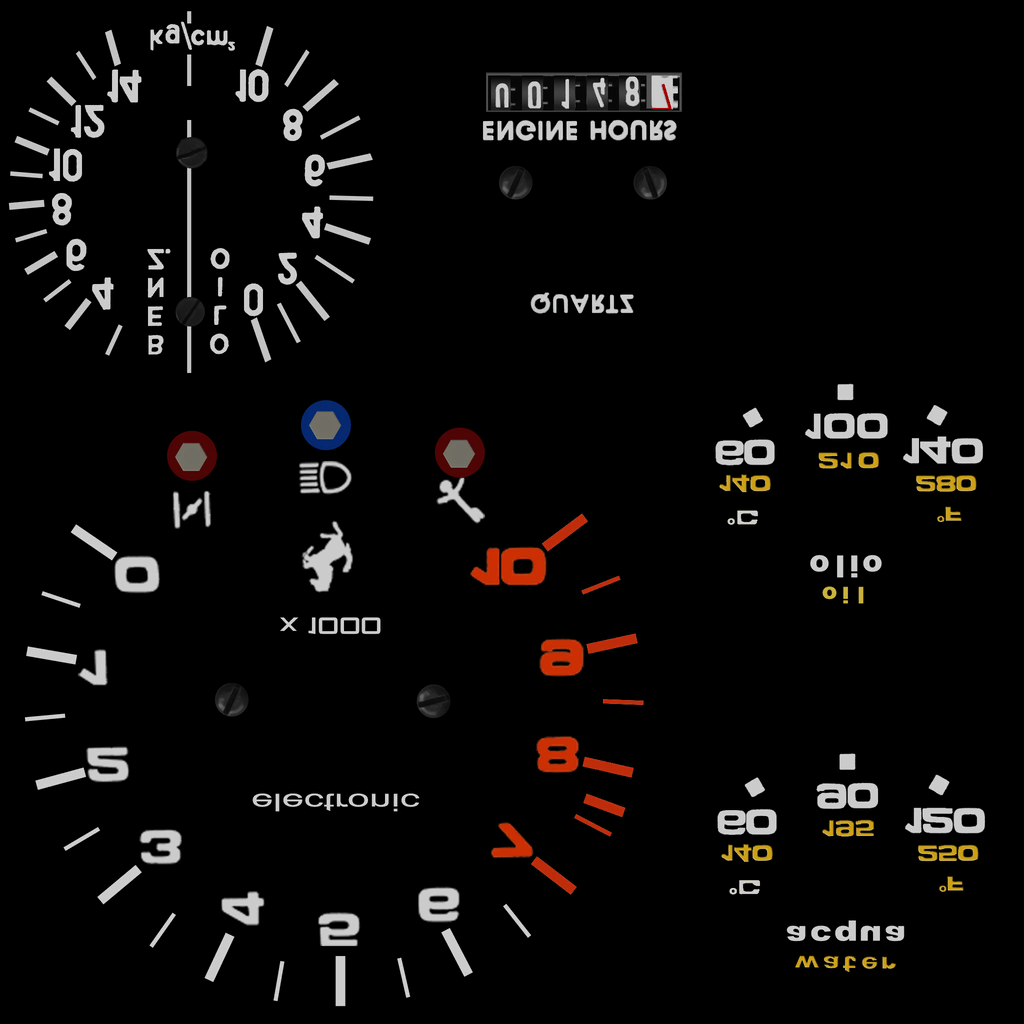 kg/cm²
14 10
12 8
10 6
8 4
6 2
4 0
BENZ.
OLIO
00148
ENGINE HOURS
QUARTZ
x 1000
electronic
0
1
2
3
4
5
6
7
8
9
10
60 100 140
140 210 280
°C °F
olio
oil
60 90 120
140 195 250
°C °F
acqua
water